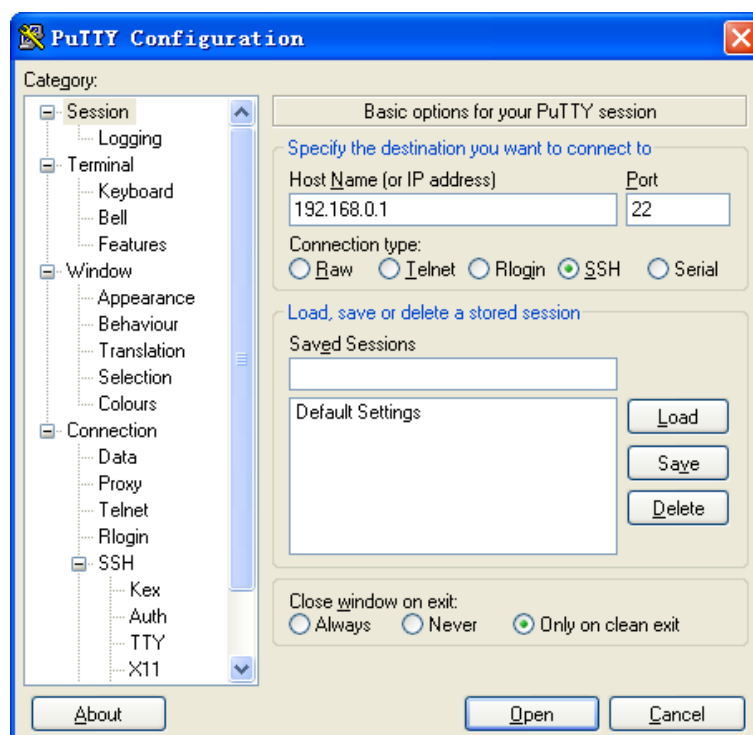 PuTTY Configuration
Category:
Session
Logging
Terminal
Keyboard
Bell
Features
Window
Appearance
Behaviour
Translation
Selection
Colours
Connection
Data
Proxy
Telnet
Rlogin
SSH
Kex
Auth
TTY
X11
Basic options for your PuTTY session
Specify the destination you want to connect to
Host Name (or IP address) Port
192.168.0.1 22
Connection type:
Raw Telnet Rlogin SSH Serial
Load, save or delete a stored session
Saved Sessions
Default Settings
Load
Save
Delete
Close window on exit:
Always Never Only on clean exit
About Open Cancel